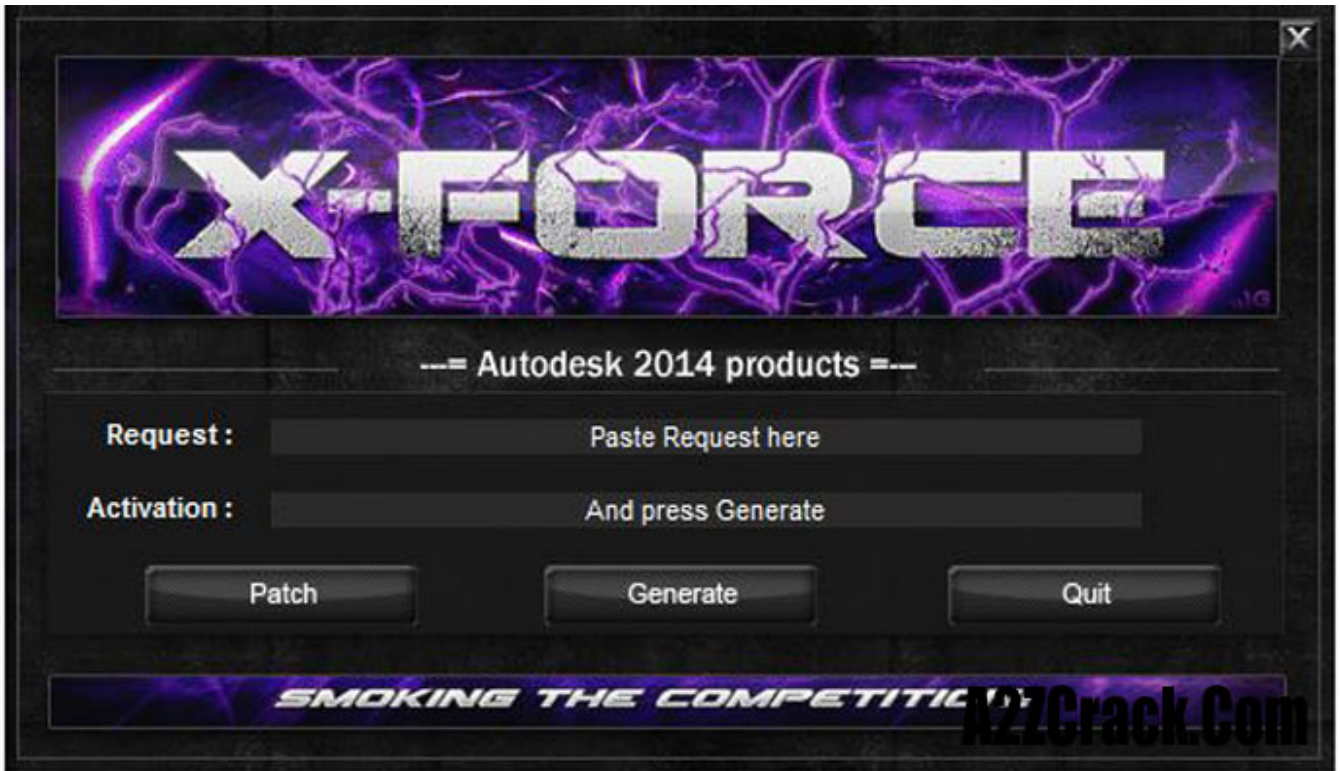 X
X-FORCE
---= Autodesk 2014 products =---
Request :
Paste Request here
Activation :
And press Generate
Patch
Generate
Quit
SMOKING THE
A2ZCrack.Com